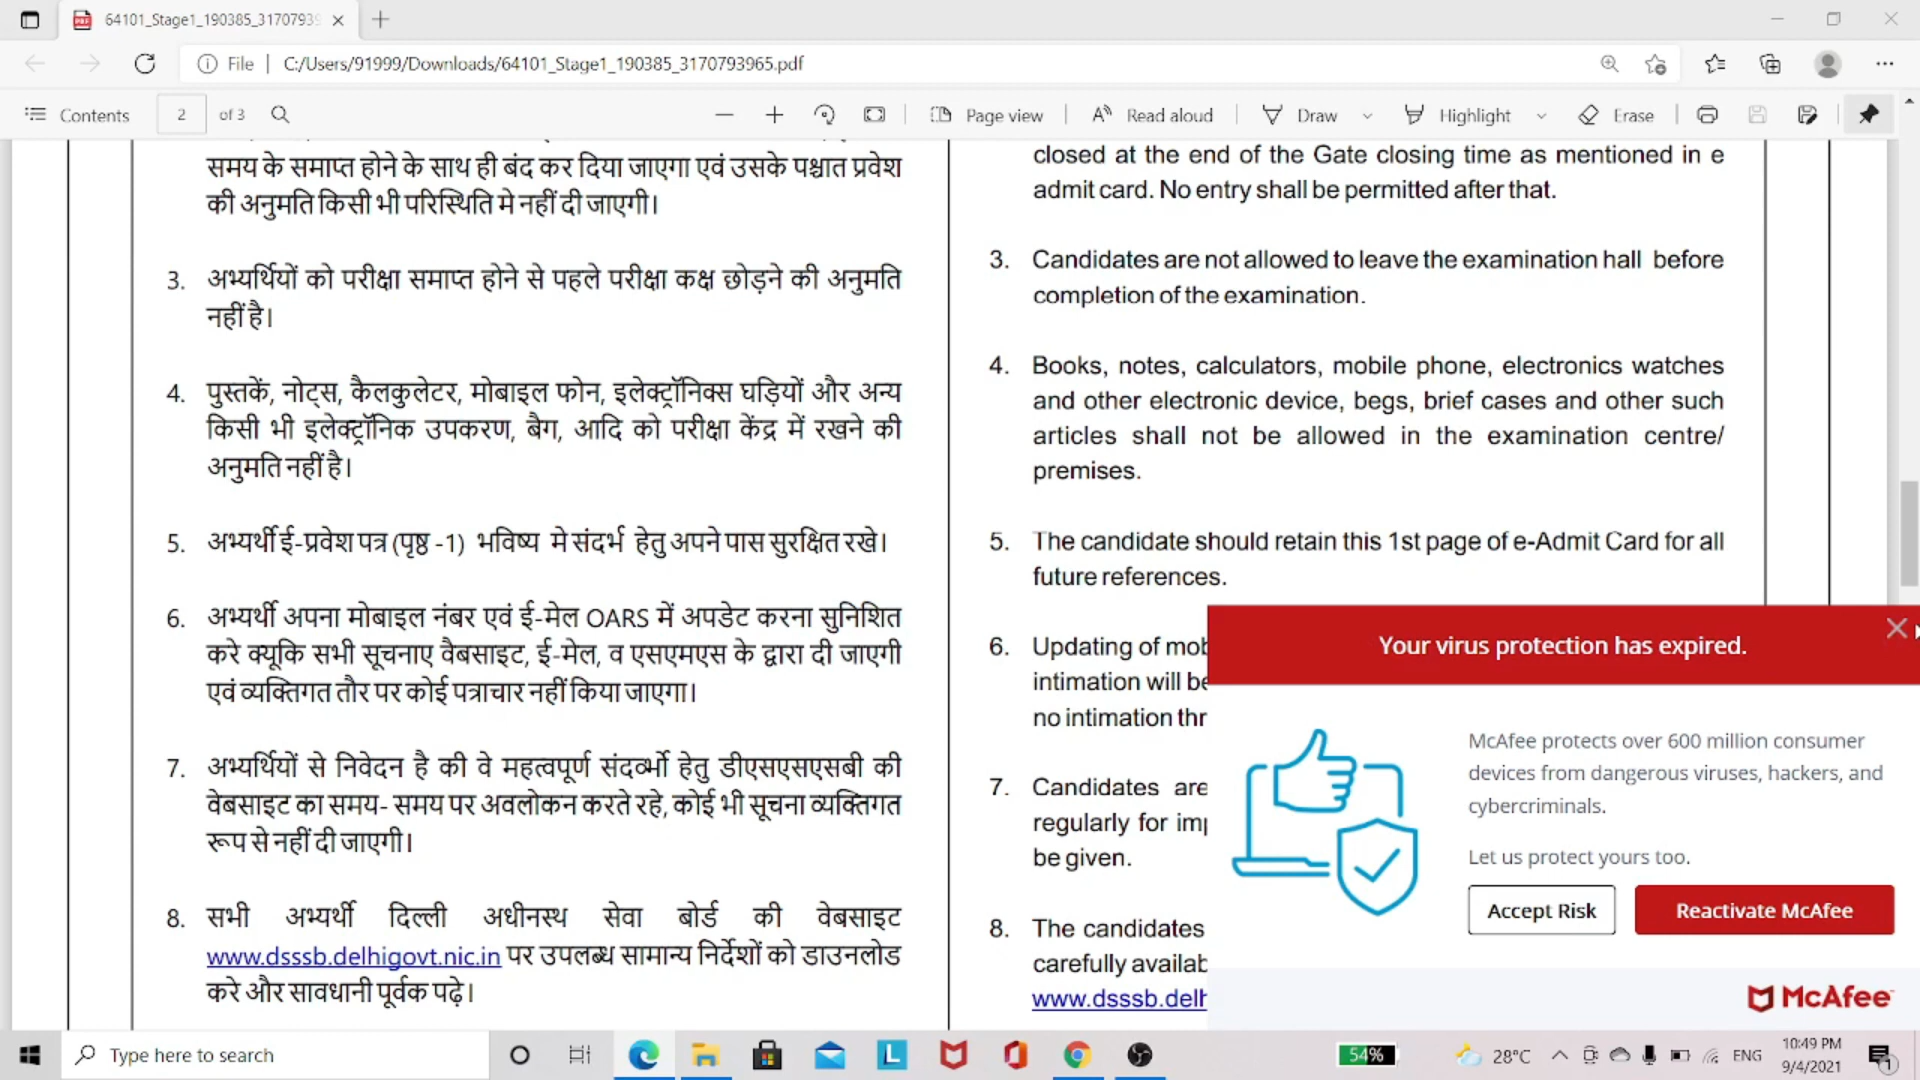 64101_Stage1_190385_3170793
File
C:/Users/91999/Downloads/64101_Stage1_190385_3170793965.pdf
Contents
2
of 3
Page view
Read aloud
Draw
Highlight
Erase
समय के समाप्त होने के साथ ही बंद कर दिया जाएगा एवं उसके पश्चात प्रवेश
की अनुमति किसी भी परिस्थिति मे नहीं दी जाएगी।
3. अभ्यर्थियों को परीक्षा समाप्त होने से पहले परीक्षा कक्ष छोड़ने की अनुमति
नहीं है।
4. पुस्तकें, नोट्स, कैलकुलेटर, मोबाइल फोन, इलेक्ट्रॉनिक्स घड़ियों और अन्य
किसी भी इलेक्ट्रॉनिक उपकरण, बैग, आदि को परीक्षा केंद्र में रखने की
अनुमति नहीं है।
5. अभ्यर्थी ई-प्रवेश पत्र (पृष्ठ -1) भविष्य मे संदर्भ हेतु अपने पास सुरक्षित रखे।
6. अभ्यर्थी अपना मोबाइल नंबर एवं ई-मेल OARS में अपडेट करना सुनिशित
करे क्यूकि सभी सूचनाए वैबसाइट, ई-मेल, व एसएमएस के द्वारा दी जाएगी
एवं व्यक्तिगत तौर पर कोई पत्राचार नहीं किया जाएगा।
7. अभ्यर्थियों से निवेदन है की वे महत्वपूर्ण संदर्भो हेतु डीएसएसएसबी की
वेबसाइट का समय- समय पर अवलोकन करते रहे, कोई भी सूचना व्यक्तिगत
रूप से नहीं दी जाएगी।
8. सभी अभ्यर्थी दिल्ली अधीनस्थ सेवा बोर्ड की वेबसाइट
www.dsssb.delhigovt.nic.in पर उपलब्ध सामान्य निर्देशों को डाउनलोड
करे और सावधानी पूर्वक पढ़े।
closed at the end of the Gate closing time as mentioned in e
admit card. No entry shall be permitted after that.
3. Candidates are not allowed to leave the examination hall before
completion of the examination.
4. Books, notes, calculators, mobile phone, electronics watches
and other electronic device, begs, brief cases and other such
articles shall not be allowed in the examination centre/
premises.
5. The candidate should retain this 1st page of e-Admit Card for all
future references.
6. Updating of mob
intimation will be
no intimation thr
7. Candidates are
regularly for imp
be given.
8. The candidates
carefully availab
www.dsssb.delh
Your virus protection has expired.
McAfee protects over 600 million consumer
devices from dangerous viruses, hackers, and
cybercriminals.
Let us protect yours too.
Accept Risk
Reactivate McAfee
McAfee
Type here to search
54%
28°C
ENG
10:49 PM
9/4/2021
1